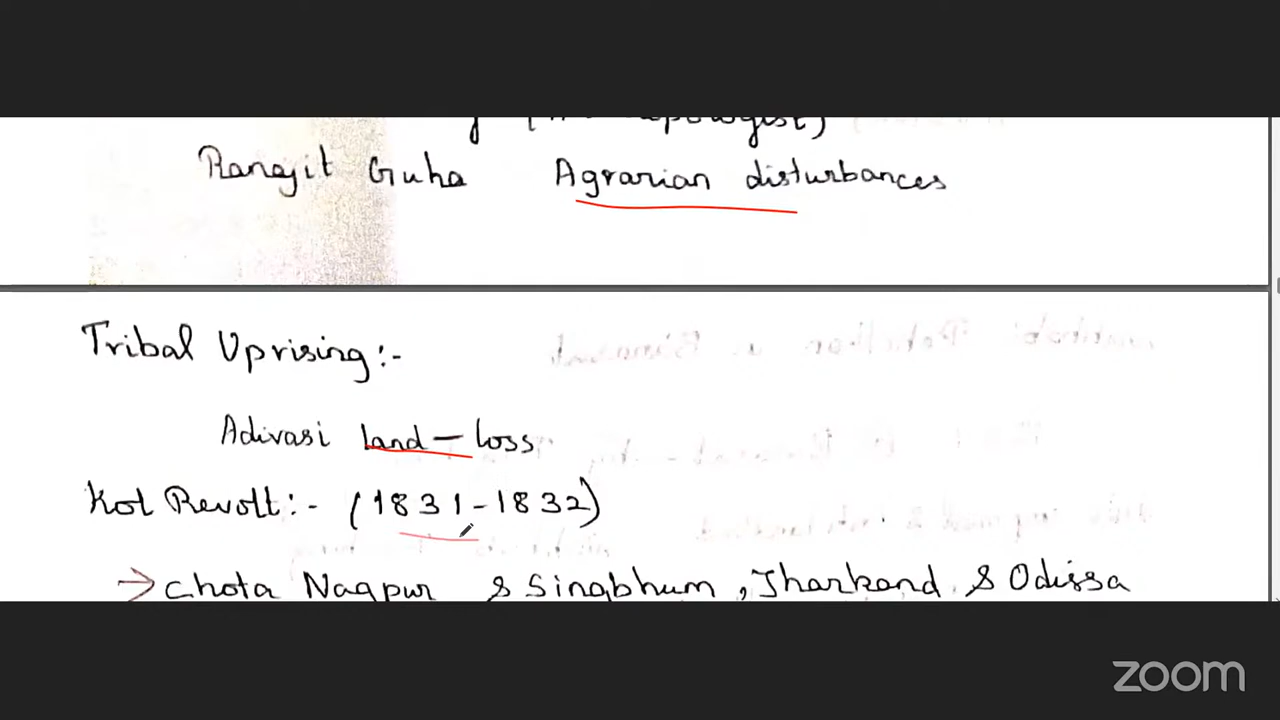 Ranajit Guha Agrarian disturbances
Tribal Uprising:-
Adivasi land - loss
Kol Revolt:- (1831-1832)
→ Chota Nagpur & Singbhum, Jharkand & Odissa
zoom